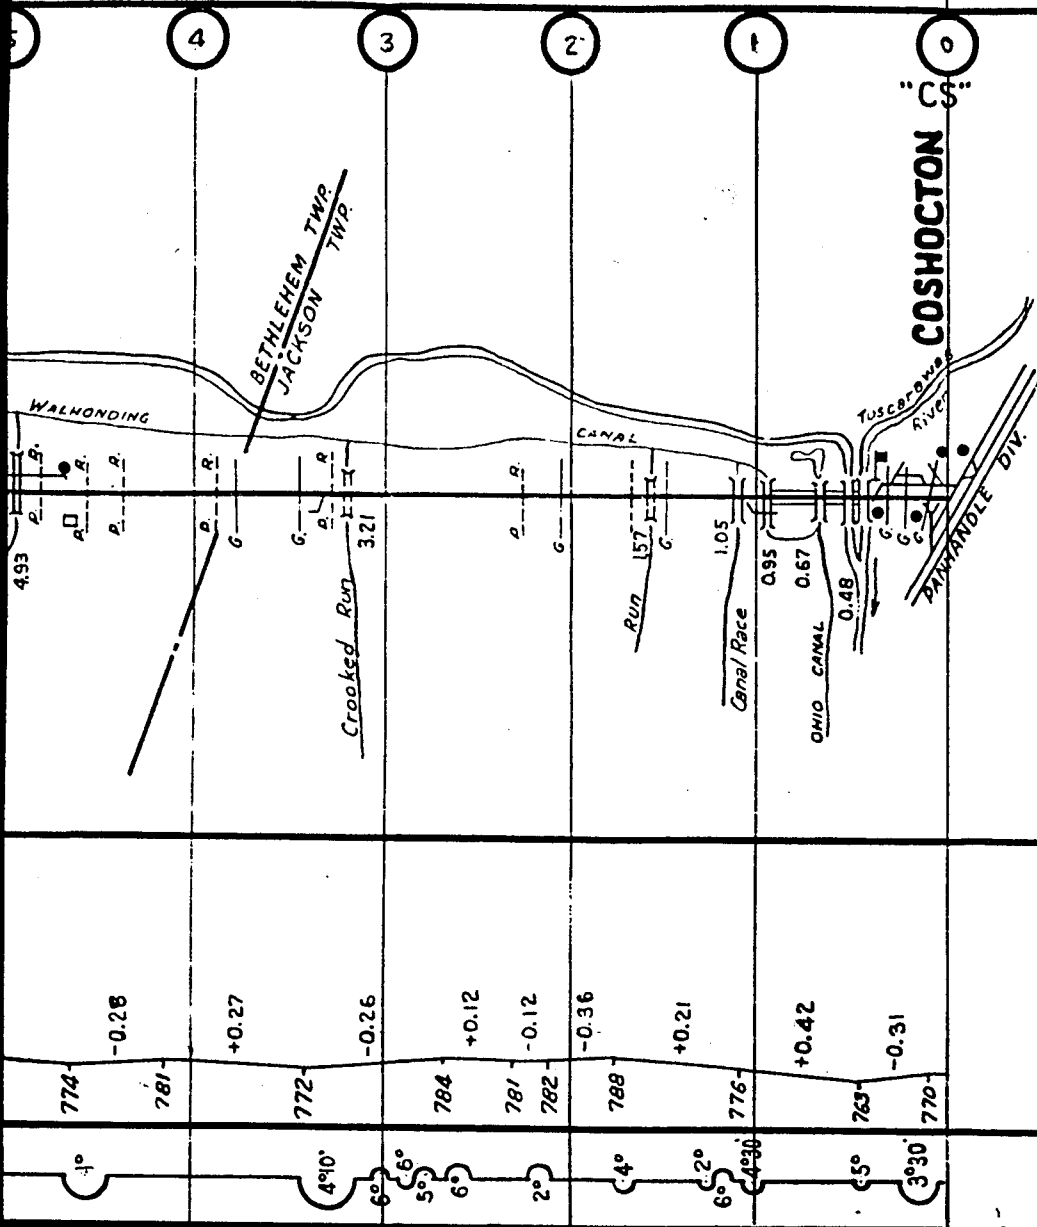 5
4
3
2
1
0
"CS"
COSHOCTON
BETHLEHEM TWP.
JACKSON TWP.
WALHONDING
CANAL
Tuscarawas
River
PANHANDLE DIV.
P. R.
P. R.
P. R.
P. R.
G
G.
P. R.
P. R.
G
G
G
G
G
4.93
3.21
1.57
1.05
0.95
0.67
0.48
Crooked Run
Run
Canal Race
OHIO CANAL
-0.28
+0.27
-0.26
+0.12
-0.12
-0.36
+0.21
+0.42
-0.31
774
781
772
784
781
782
788
776
763
770
1°
4°10'
6°
6°
5°
6°
2°
4°
2°
6°
4°30'
5°
3°30'